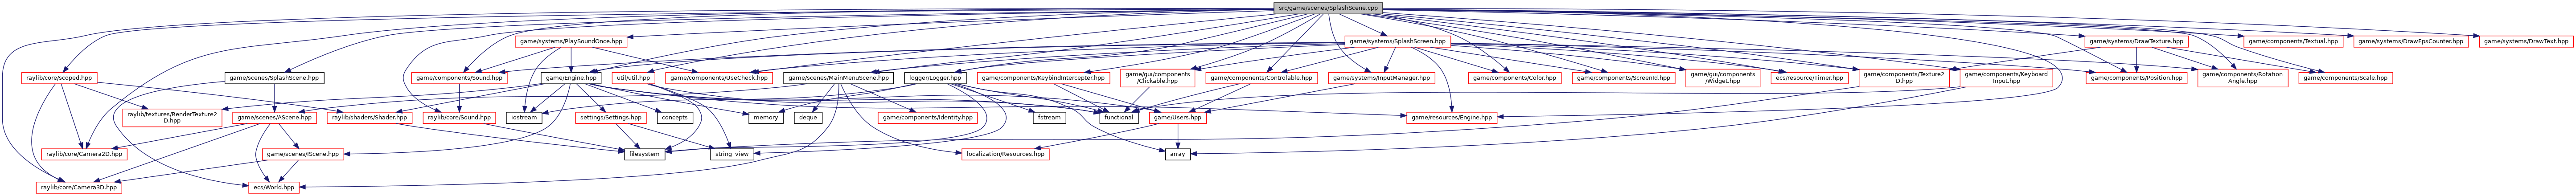 src/game/scenes/SplashScene.cpp
game/systems/PlaySoundOnce.hpp
game/systems/SplashScreen.hpp
game/systems/DrawTexture.hpp
game/components/Textual.hpp
game/systems/DrawFpsCounter.hpp
game/systems/DrawText.hpp
raylib/core/scoped.hpp
game/scenes/SplashScene.hpp
game/components/Sound.hpp
game/Engine.hpp
util/util.hpp
game/components/UseCheck.hpp
game/scenes/MainMenuScene.hpp
logger/Logger.hpp
game/components/KeybindIntercepter.hpp
game/gui/components
/Clickable.hpp
game/components/Controlable.hpp
game/systems/InputManager.hpp
game/components/Color.hpp
game/components/ScreenId.hpp
game/gui/components
/Widget.hpp
ecs/resource/Timer.hpp
game/components/Texture2
D.hpp
game/components/Keyboard
Input.hpp
game/components/Position.hpp
game/components/Rotation
Angle.hpp
game/components/Scale.hpp
raylib/textures/RenderTexture2
D.hpp
game/scenes/AScene.hpp
raylib/shaders/Shader.hpp
raylib/core/Sound.hpp
iostream
settings/Settings.hpp
concepts
memory
deque
game/components/Identity.hpp
fstream
functional
game/Users.hpp
game/resources/Engine.hpp
raylib/core/Camera2D.hpp
game/scenes/IScene.hpp
filesystem
string_view
localization/Resources.hpp
array
raylib/core/Camera3D.hpp
ecs/World.hpp